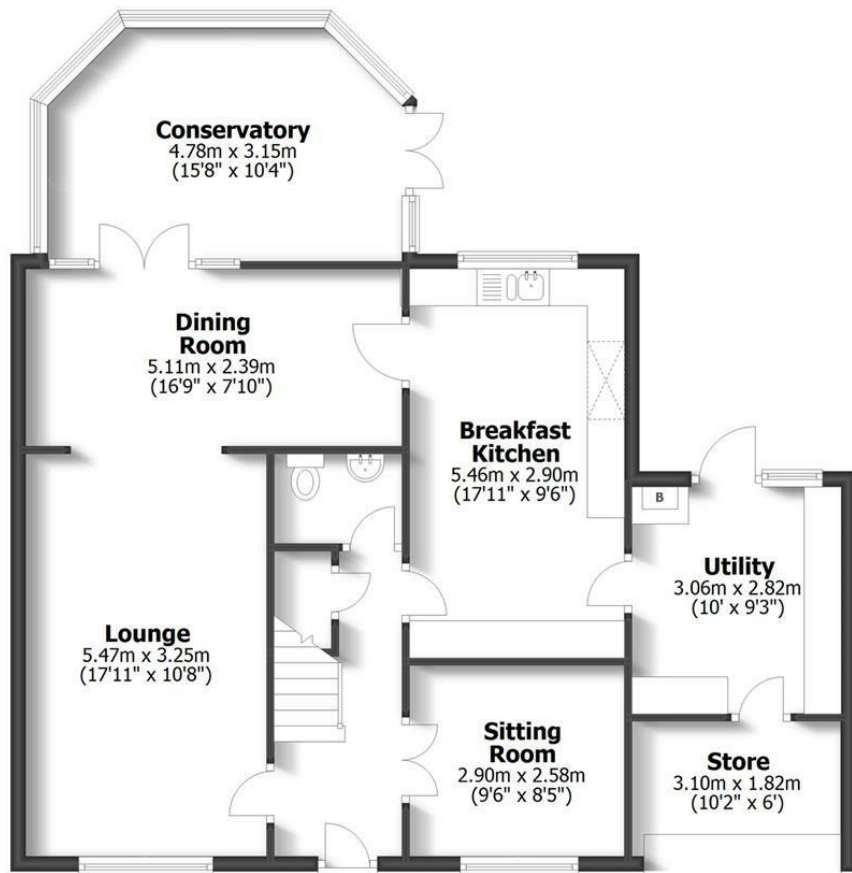 Conservatory
4.78m x 3.15m
(15'8" x 10'4")
Dining
Room
5.11m x 2.39m
(16'9" x 7'10")
Breakfast
Kitchen
5.46m x 2.90m
(17'11" x 9'6")
B
Utility
3.06m x 2.82m
(10' x 9'3")
Lounge
5.47m x 3.25m
(17'11" x 10'8")
Sitting
Room
2.90m x 2.58m
(9'6" x 8'5")
Store
3.10m x 1.82m
(10'2" x 6')